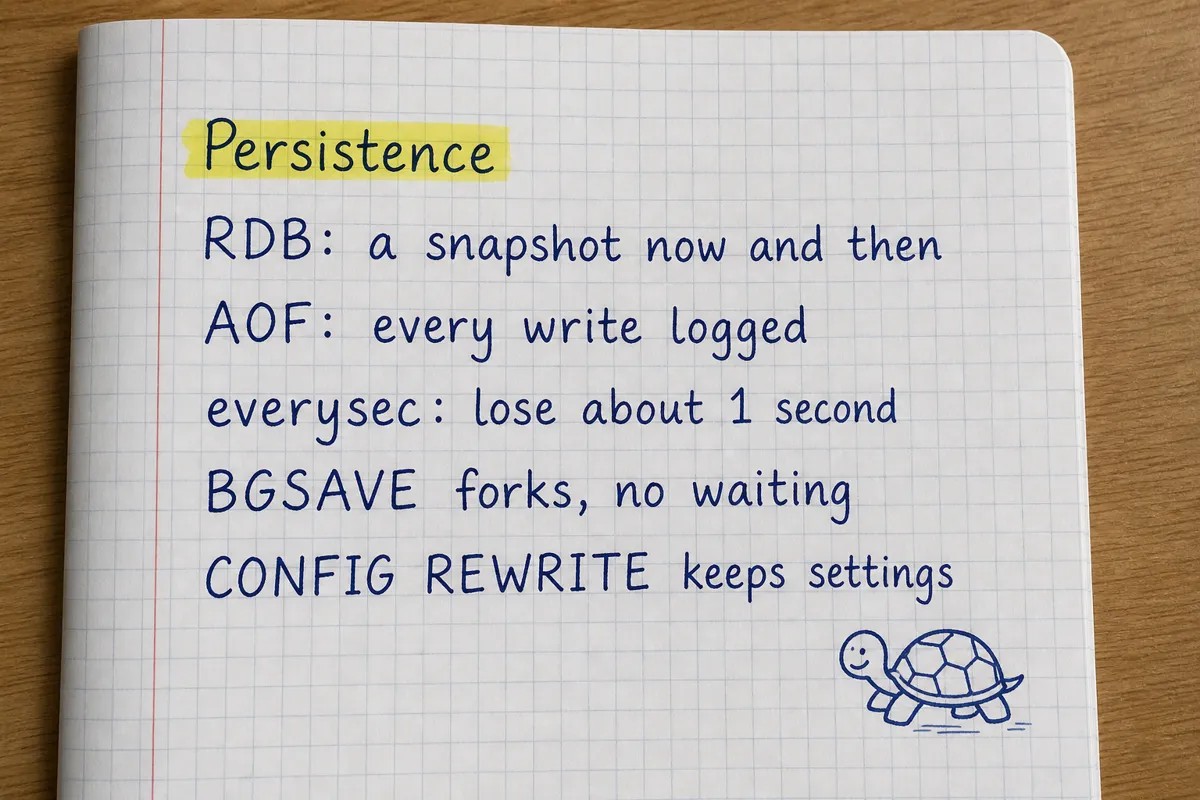 Persistence
RDB: a snapshot now and then
AOF: every write logged
everysec: lose about 1 second
BGSAVE forks, no waiting
CONFIG REWRITE keeps settings